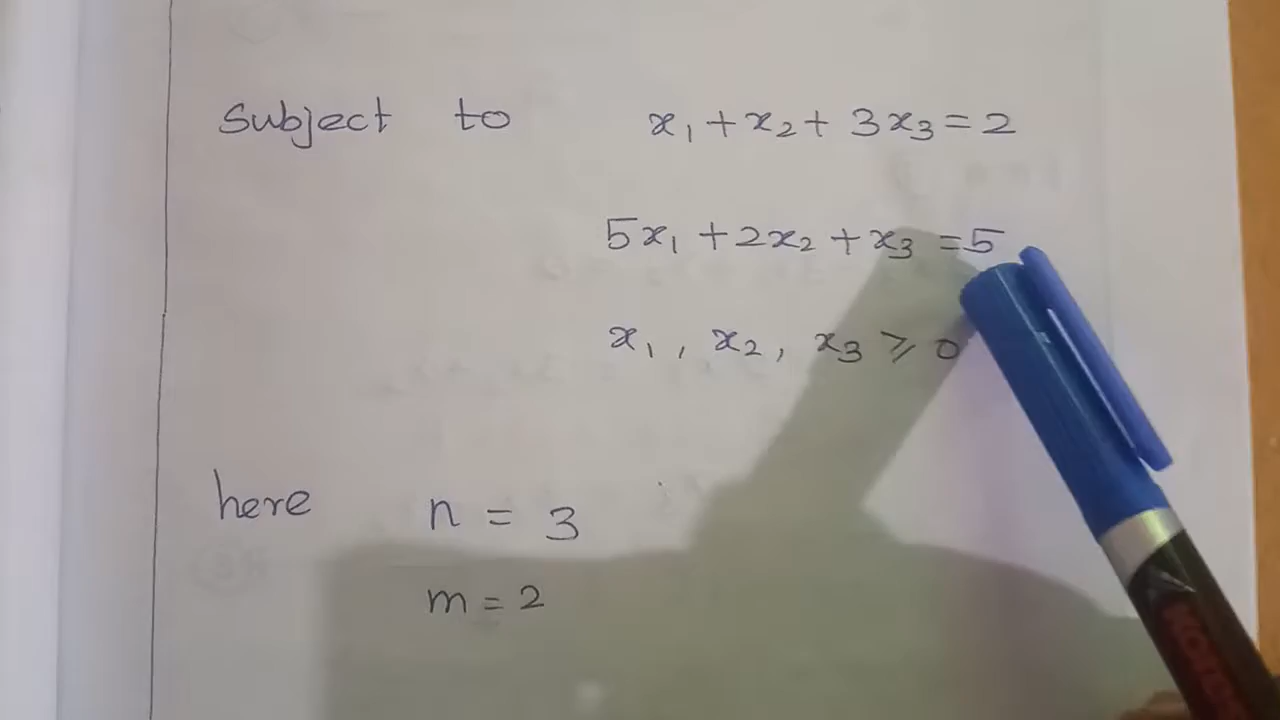 subject to x₁ + x₂ + 3x₃ = 2
5x₁ + 2x₂ + x₃ = 5
x₁, x₂, x₃ ⩾ 0
here n = 3
m = 2